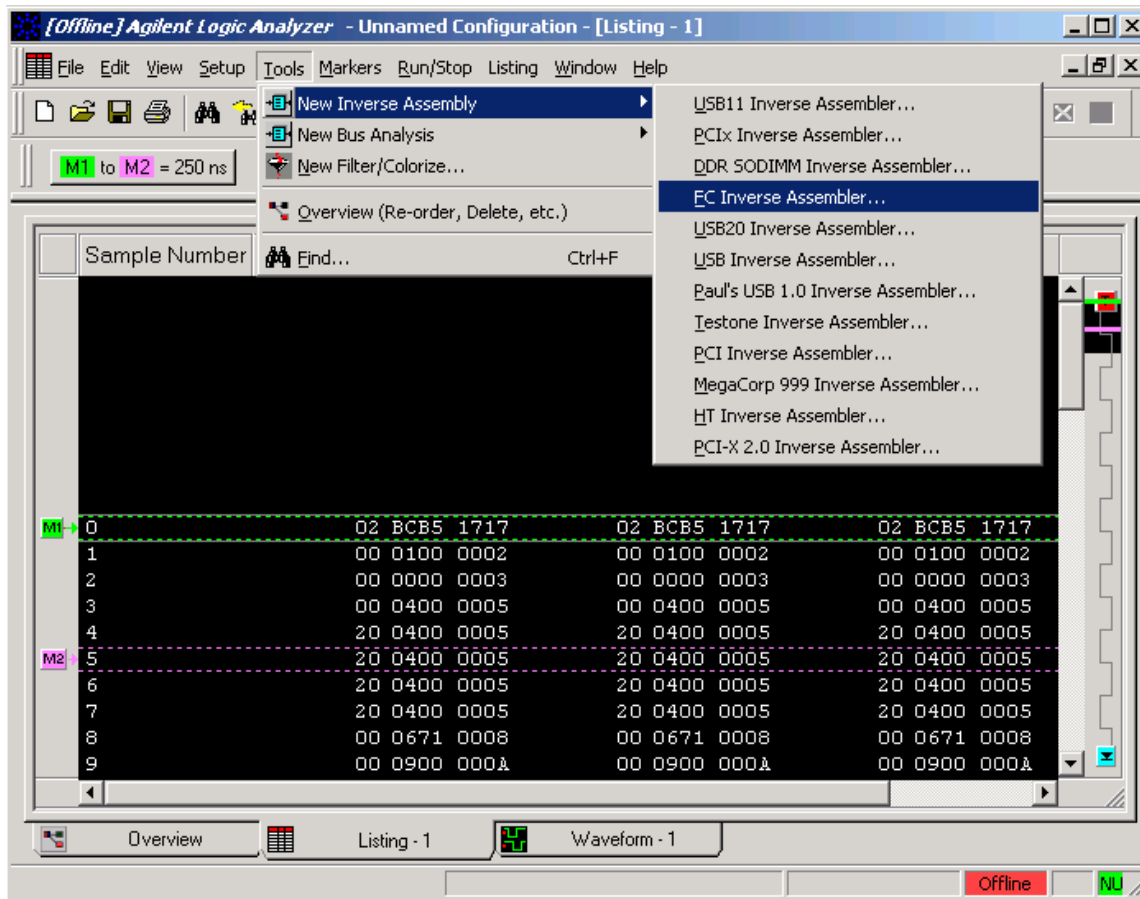 [Offline] Agilent Logic Analyzer - Unnamed Configuration - [Listing - 1]
File Edit View Setup Tools Markers Run/Stop Listing Window Help
New Inverse Assembly
New Bus Analysis
New Filter/Colorize...
Overview (Re-order, Delete, etc.)
Find... Ctrl+F
USB11 Inverse Assembler...
PCIx Inverse Assembler...
DDR SODIMM Inverse Assembler...
FC Inverse Assembler...
USB20 Inverse Assembler...
USB Inverse Assembler...
Paul's USB 1.0 Inverse Assembler...
Testone Inverse Assembler...
PCI Inverse Assembler...
MegaCorp 999 Inverse Assembler...
HT Inverse Assembler...
PCI-X 2.0 Inverse Assembler...
M1 to M2 = 250 ns
Sample Number
T
M1 0 02 BCB5 1717 02 BCB5 1717 02 BCB5 1717
1 00 0100 0002 00 0100 0002 00 0100 0002
2 00 0000 0003 00 0000 0003 00 0000 0003
3 00 0400 0005 00 0400 0005 00 0400 0005
4 20 0400 0005 20 0400 0005 20 0400 0005
M2 5 20 0400 0005 20 0400 0005 20 0400 0005
6 20 0400 0005 20 0400 0005 20 0400 0005
7 20 0400 0005 20 0400 0005 20 0400 0005
8 00 0671 0008 00 0671 0008 00 0671 0008
9 00 0900 000A 00 0900 000A 00 0900 000A
Overview Listing - 1 Waveform - 1
Offline NU